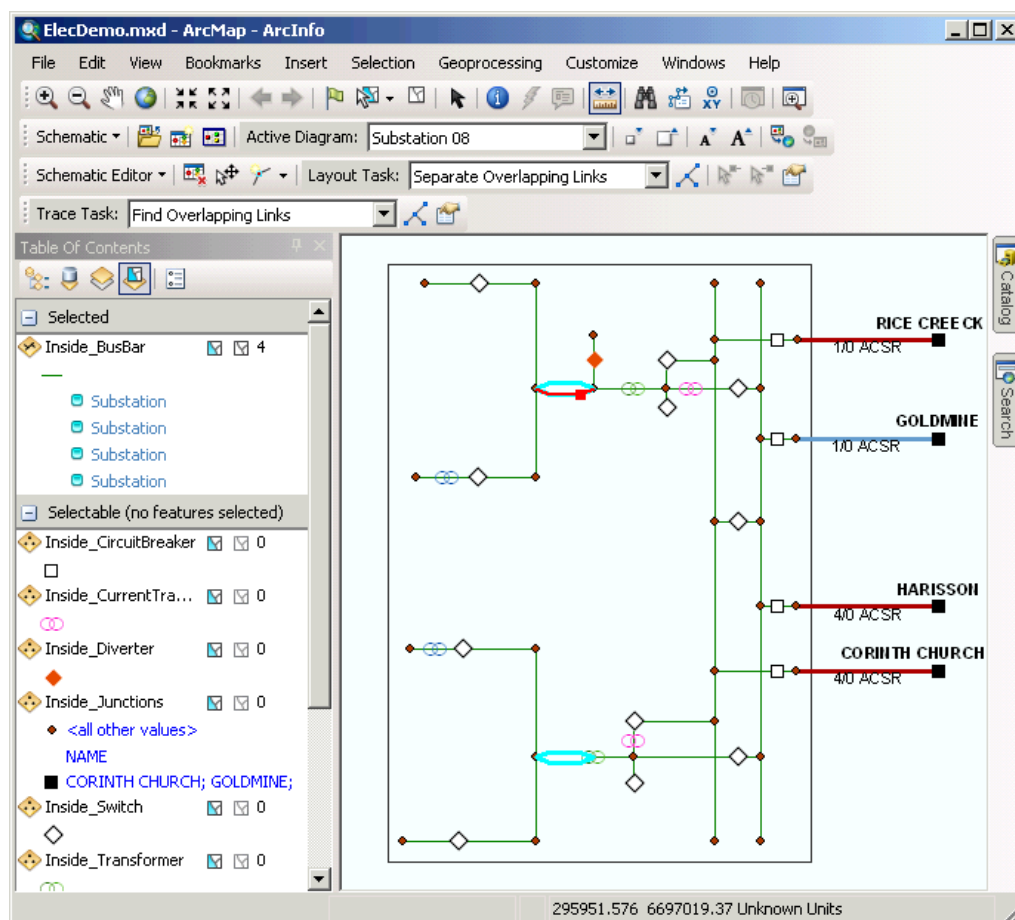 ElecDemo.mxd - ArcMap - ArcInfo
File Edit View Bookmarks Insert Selection Geoprocessing Customize Windows Help
XY
Schematic Active Diagram: Substation 08 A A
Schematic Editor Layout Task: Separate Overlapping Links
Trace Task: Find Overlapping Links
Table Of Contents
Selected
Inside_BusBar 4
Substation
Substation
Substation
Substation
Selectable (no features selected)
Inside_CircuitBreaker 0
Inside_CurrentTra... 0
Inside_Diverter 0
Inside_Junctions 0
<all other values>
NAME
CORINTH CHURCH; GOLDMINE;
Inside_Switch 0
Inside_Transformer 0
RICE CREECK
1/0 ACSR
GOLDMINE
1/0 ACSR
HARISSON
4/0 ACSR
CORINTH CHURCH
4/0 ACSR
Catalog
Search
295951.576 6697019.37 Unknown Units